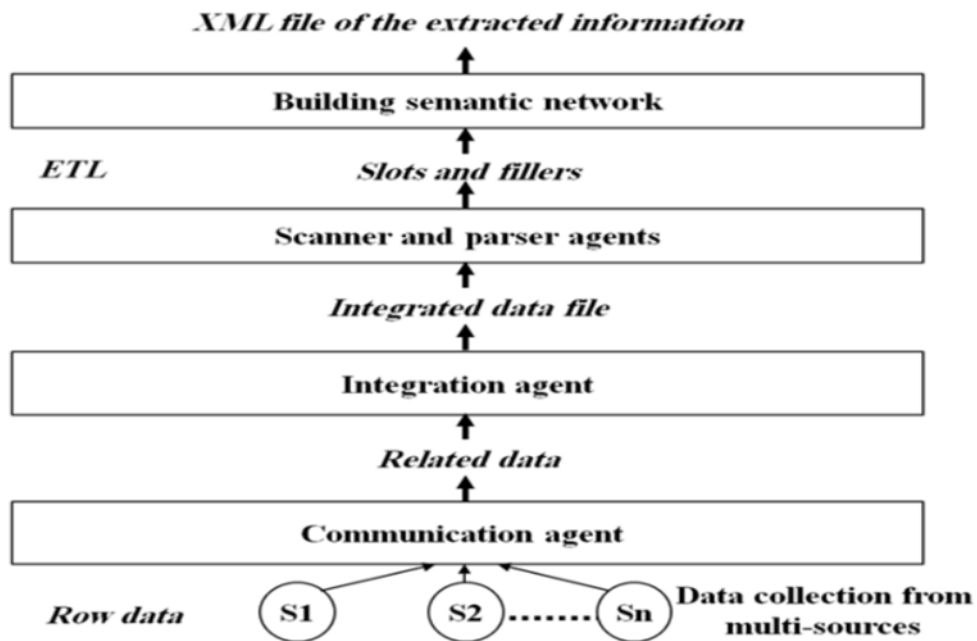 XML file of the extracted information
Building semantic network
ETL
Slots and fillers
Scanner and parser agents
Integrated data file
Integration agent
Related data
Communication agent
Row data
S1
S2
Sn
Data collection from
multi-sources